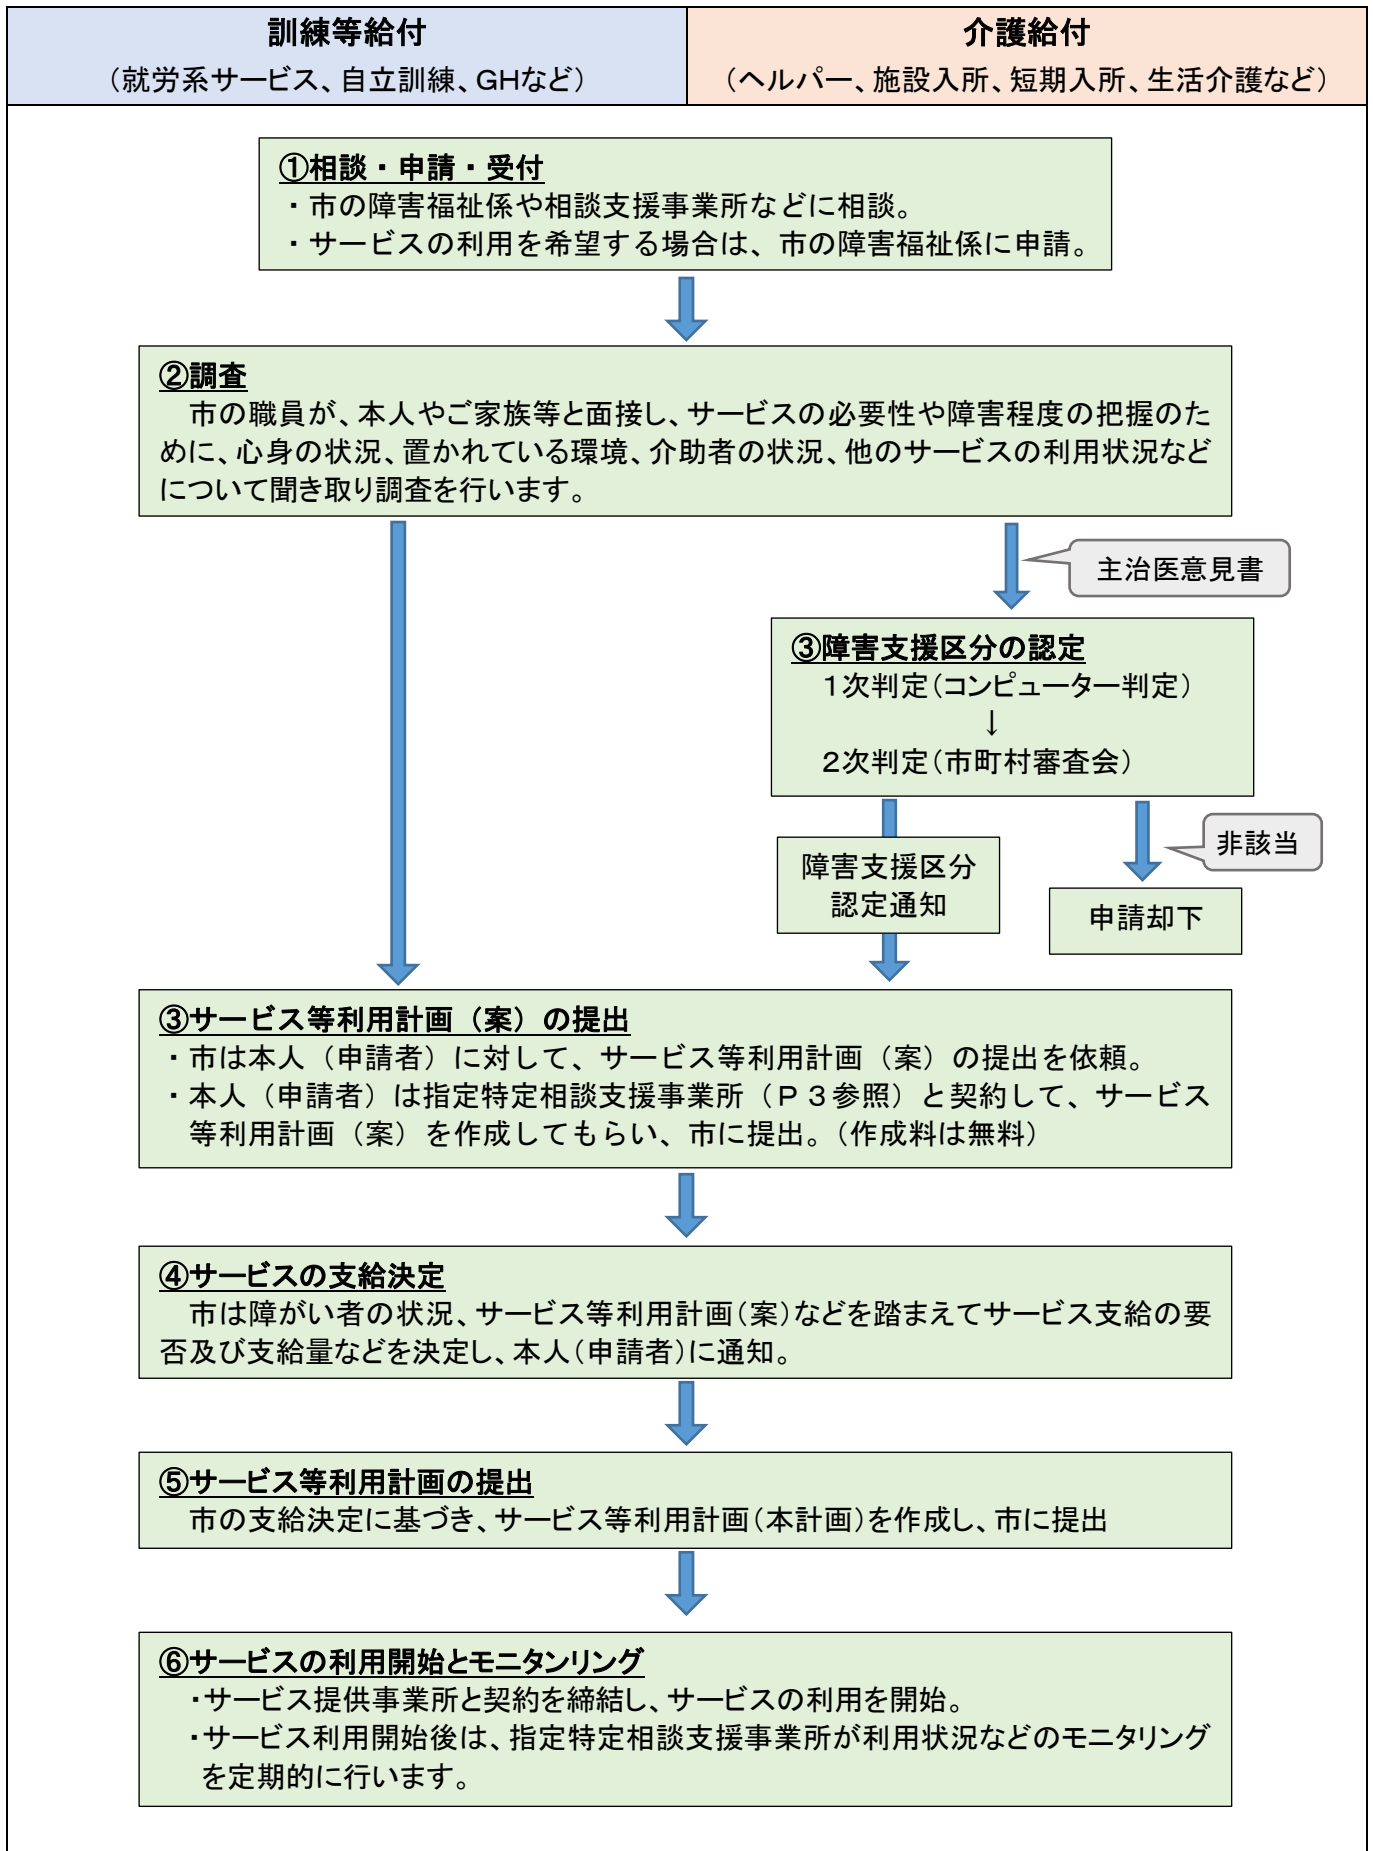 訓練等給付
（就労系サービス、自立訓練、GHなど）
介護給付
（ヘルパー、施設入所、短期入所、生活介護など）
①相談・申請・受付
・市の障害福祉係や相談支援事業所などに相談。
・サービスの利用を希望する場合は、市の障害福祉係に申請。
②調査
市の職員が、本人やご家族等と面接し、サービスの必要性や障害程度の把握のた
めに、心身の状況、置かれている環境、介助者の状況、他のサービスの利用状況など
について聞き取り調査を行います。
主治医意見書
③障害支援区分の認定
１次判定（コンピューター判定）
↓
２次判定（市町村審査会）
非該当
障害支援区分
認定通知
申請却下
③サービス等利用計画（案）の提出
・市は本人（申請者）に対して、サービス等利用計画（案）の提出を依頼。
・本人（申請者）は指定特定相談支援事業所（Ｐ３参照）と契約して、サービス
等利用計画（案）を作成してもらい、市に提出。（作成料は無料）
④サービスの支給決定
市は障がい者の状況、サービス等利用計画（案）などを踏まえてサービス支給の要
否及び支給量などを決定し、本人（申請者）に通知。
⑤サービス等利用計画の提出
市の支給決定に基づき、サービス等利用計画（本計画）を作成し、市に提出
⑥サービスの利用開始とモニタンリング
・サービス提供事業所と契約を締結し、サービスの利用を開始。
・サービス利用開始後は、指定特定相談支援事業所が利用状況などのモニタリング
を定期的に行います。